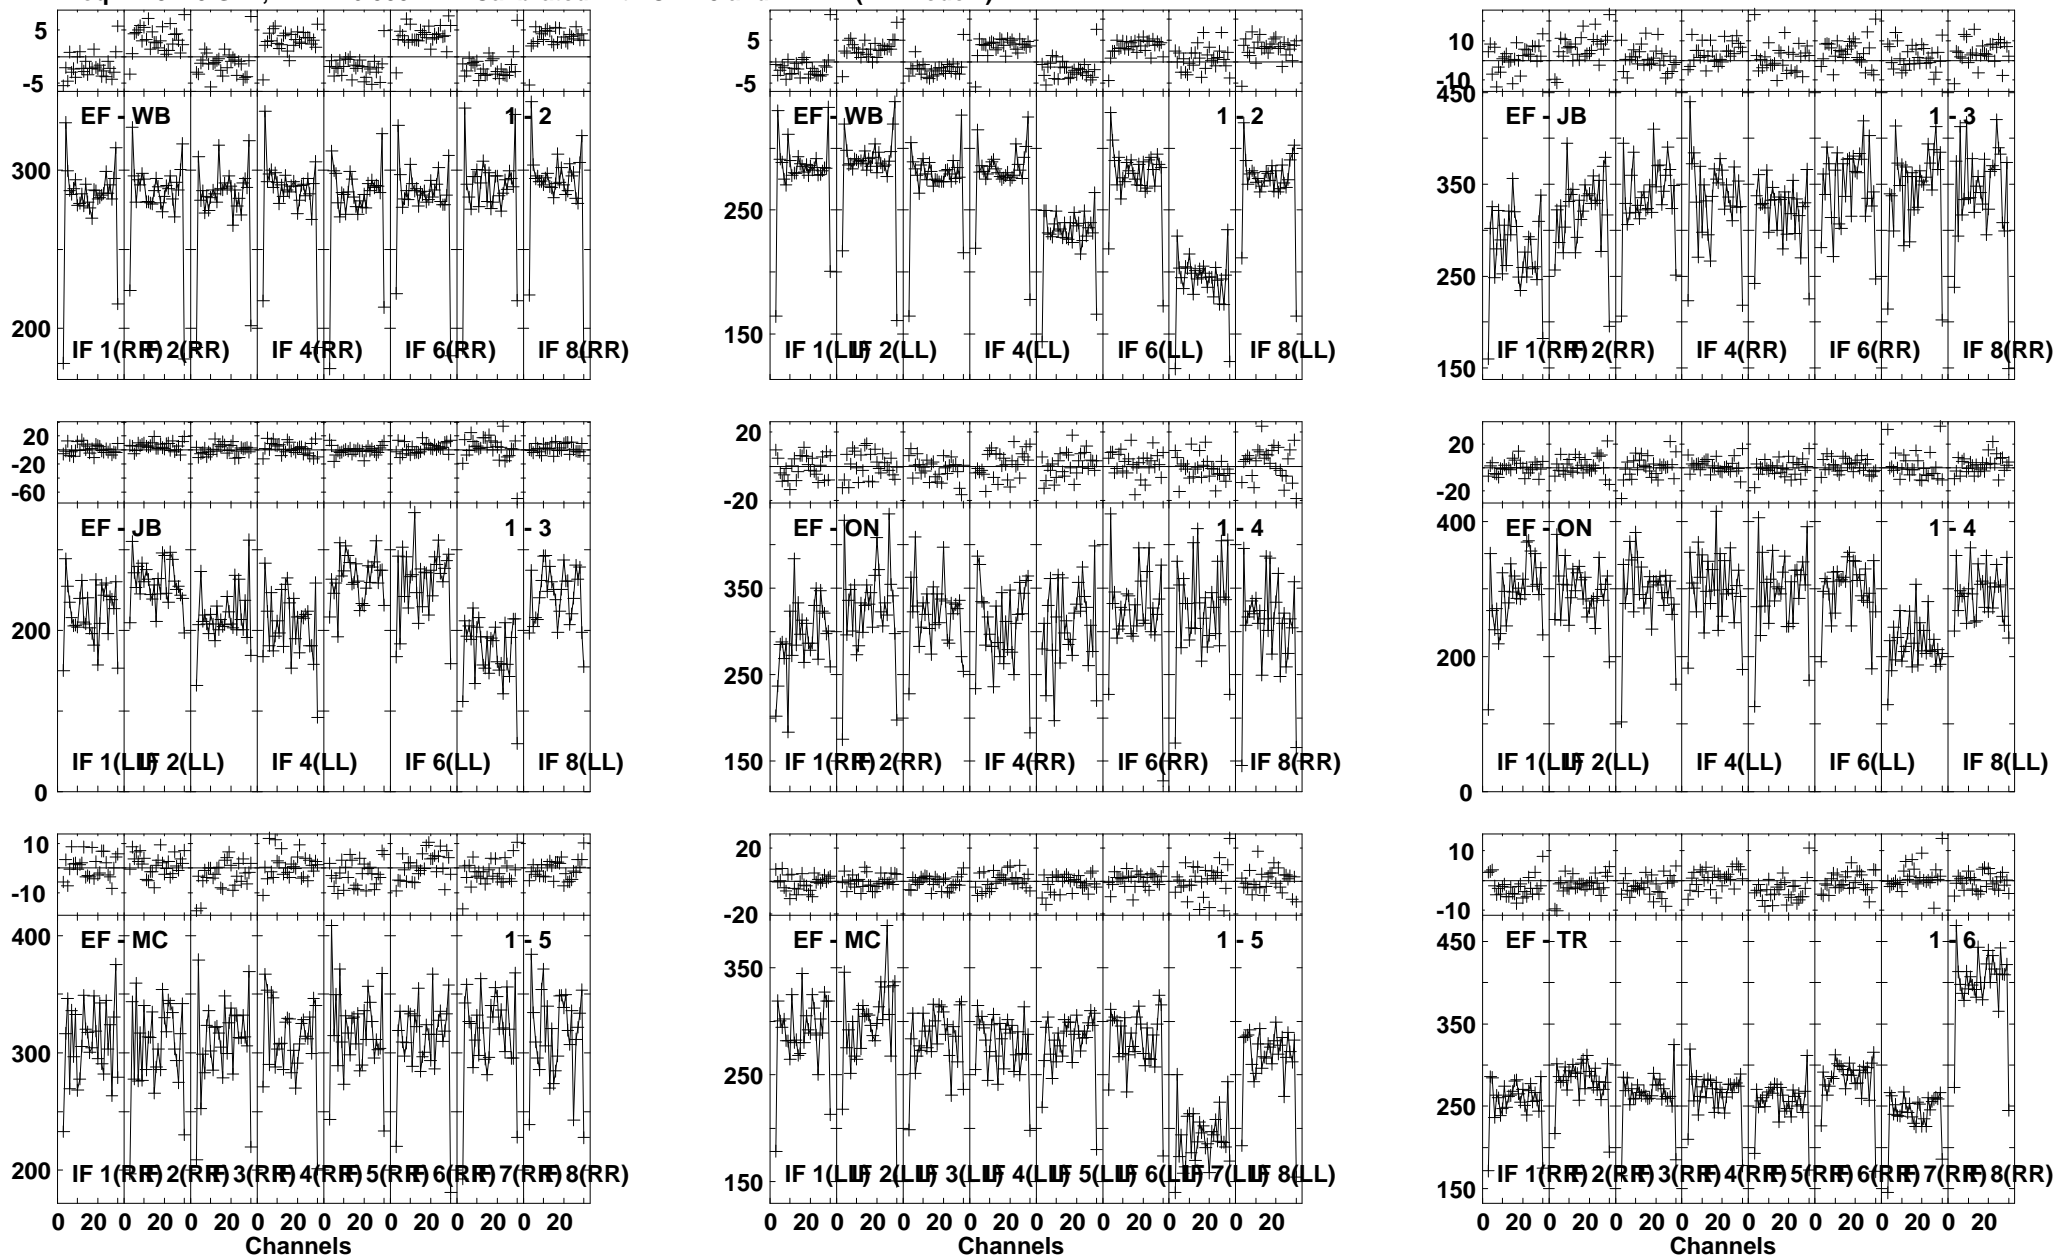 5
-5
EF - WB
1 - 2
300
200
IF 1(RR)
IF 2(RR)
IF 4(RR)
IF 6(RR)
IF 8(RR)
5
-5
EF - WB
1 - 2
250
150
IF 1(LL)
IF 2(LL)
IF 4(LL)
IF 6(LL)
IF 8(LL)
10
-10
450
EF - JB
1 - 3
350
250
150
IF 1(RR)
IF 2(RR)
IF 4(RR)
IF 6(RR)
IF 8(RR)
20
-20
-60
EF - JB
1 - 3
200
0
IF 1(LL)
IF 2(LL)
IF 4(LL)
IF 6(LL)
IF 8(LL)
20
-20
EF - ON
1 - 4
350
250
150
IF 1(RR)
IF 2(RR)
IF 4(RR)
IF 6(RR)
IF 8(RR)
20
-20
400
EF - ON
1 - 4
200
0
IF 1(LL)
IF 2(LL)
IF 4(LL)
IF 6(LL)
IF 8(LL)
10
-10
400
EF - MC
1 - 5
300
200
IF 1(RR)
IF 2(RR)
IF 3(RR)
IF 4(RR)
IF 5(RR)
IF 6(RR)
IF 7(RR)
IF 8(RR)
0 20 0 20 0 20 0 20 0 20 0 20 0 20 0 20
Channels
20
-20
EF - MC
1 - 5
350
250
150
IF 1(LL)
IF 2(LL)
IF 3(LL)
IF 4(LL)
IF 5(LL)
IF 6(LL)
IF 7(LL)
IF 8(LL)
0 20 0 20 0 20 0 20 0 20 0 20 0 20 0 20
Channels
10
-10
EF - TR
1 - 6
450
350
250
150
IF 1(RR)
IF 2(RR)
IF 3(RR)
IF 4(RR)
IF 5(RR)
IF 6(RR)
IF 7(RR)
IF 8(RR)
0 20 0 20 0 20 0 20 0 20 0 20 0 20 0 20
Channels